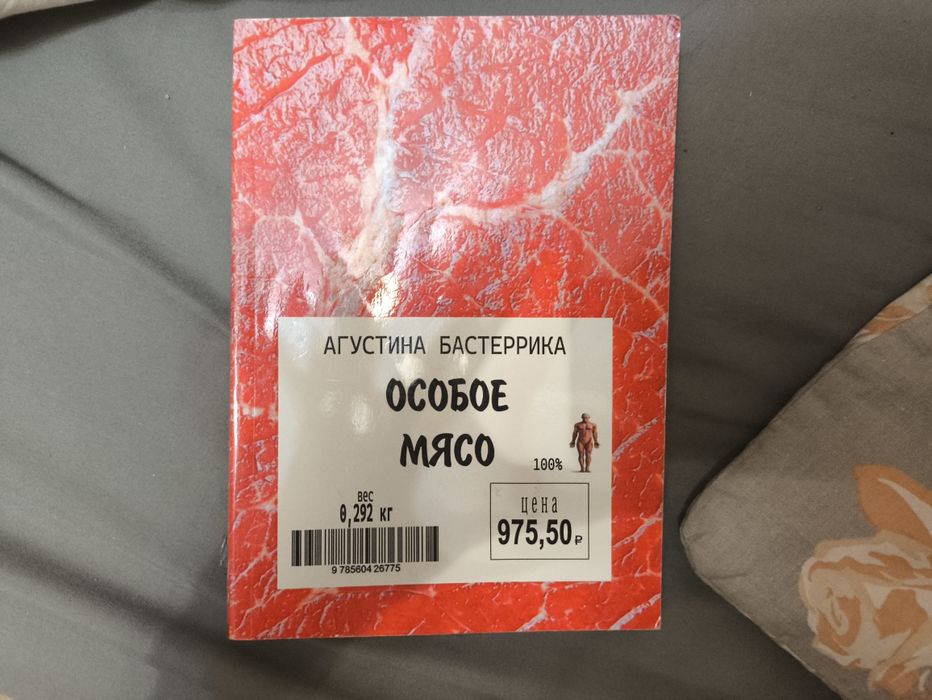 АГУСТИНА БАСТЕРРИКА
ОСОБОЕ
МЯСО
100%
вес
0,292 кг
цена
975,50 ₽
9 785604 26775